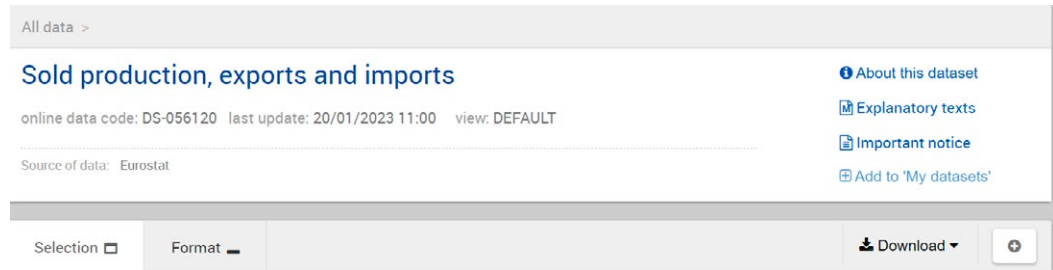 All data >
Sold production, exports and imports
online data code: DS-056120 last update: 20/01/2023 11:00 view: DEFAULT
Source of data: Eurostat
About this dataset
Explanatory texts
Important notice
Add to 'My datasets'
Selection
Format
Download